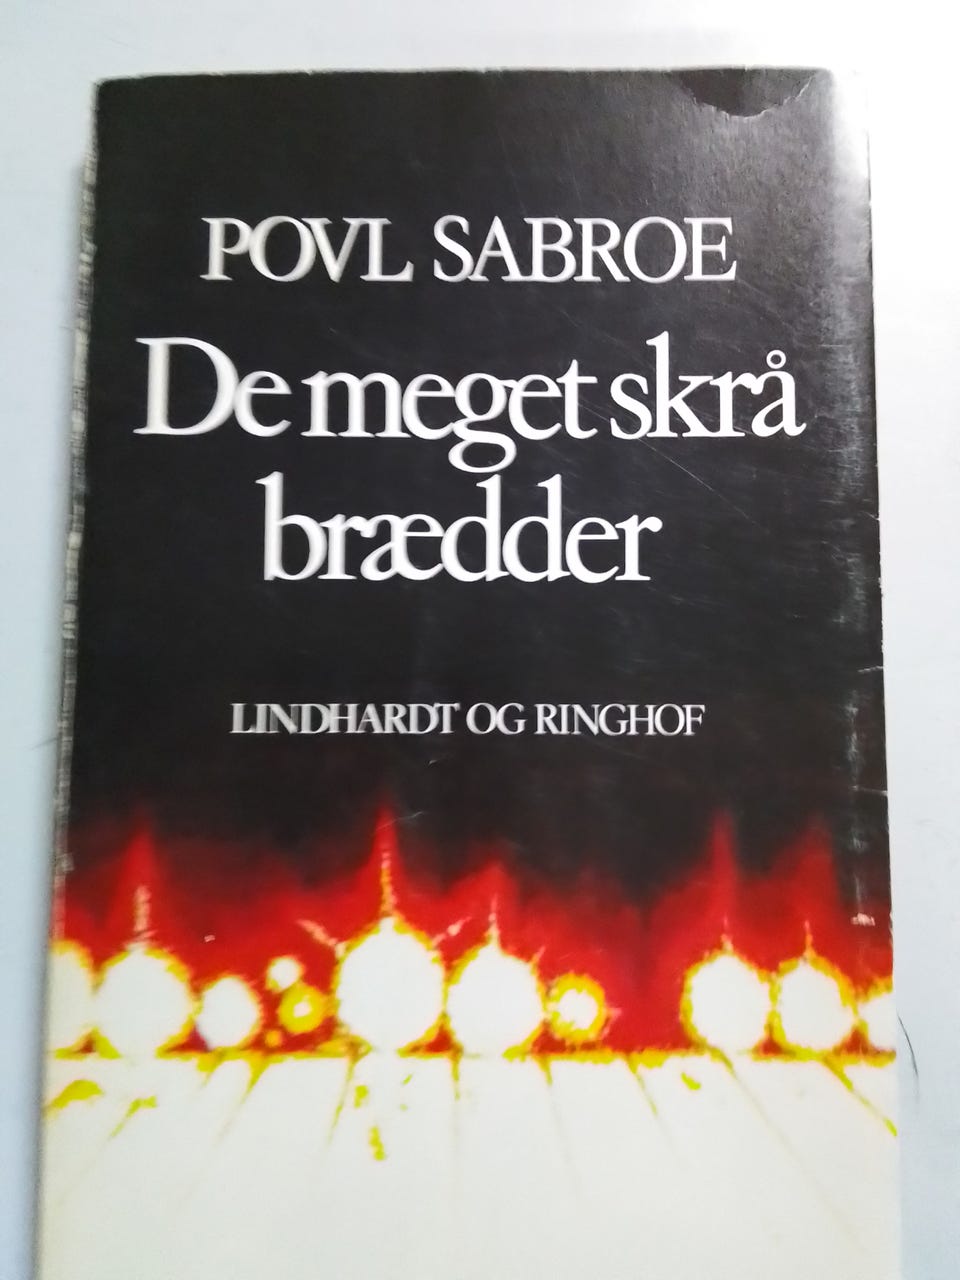 POVL SABROE
De meget skrå
brædder
LINDHARDT OG RINGHOF